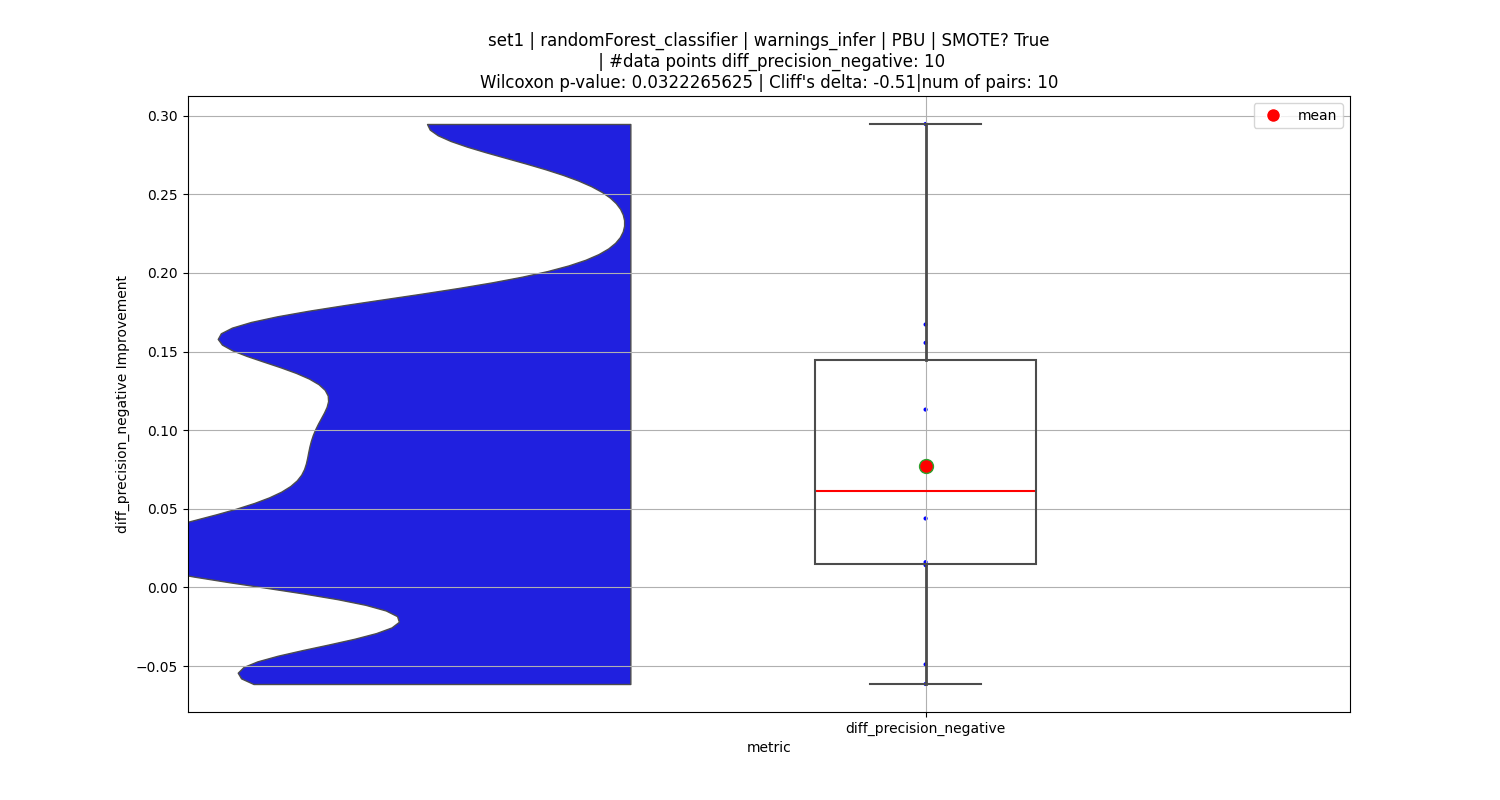 set1 | randomForest_classifier | warnings_infer | PBU | SMOTE? True
| #data points diff_precision_negative: 10
Wilcoxon p-value: 0.0322265625 | Cliff's delta: -0.51|num of pairs: 10
mean
0.30
0.25
0.20
0.15
0.10
0.05
0.00
−0.05
diff_precision_negative Improvement
diff_precision_negative
metric